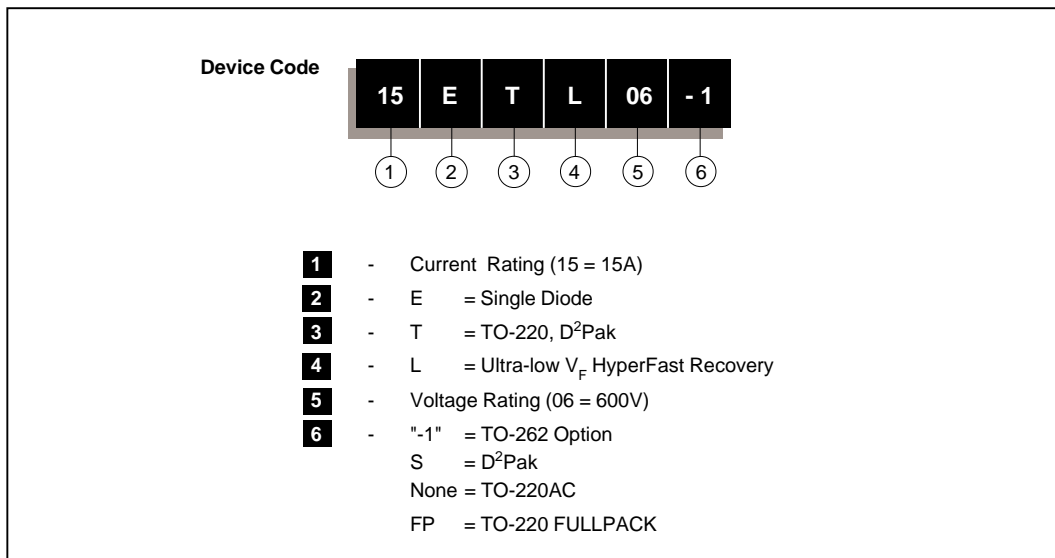 Device Code
15 E T L 06 - 1
1 2 3 4 5 6
1 - Current Rating (15 = 15A)
2 - E = Single Diode
3 - T = TO-220, D²Pak
4 - L = Ultra-low V_F HyperFast Recovery
5 - Voltage Rating (06 = 600V)
6 - "-1" = TO-262 Option
S = D²Pak
None = TO-220AC
FP = TO-220 FULLPACK